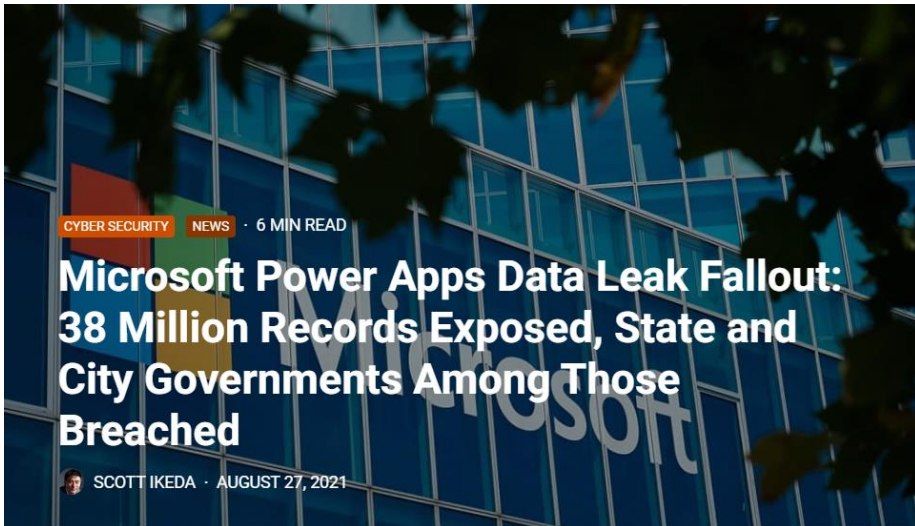 CYBER SECURITY NEWS · 6 MIN READ
Microsoft Power Apps Data Leak Fallout:
38 Million Records Exposed, State and
City Governments Among Those
Breached
Microsoft
SCOTT IKEDA · AUGUST 27, 2021